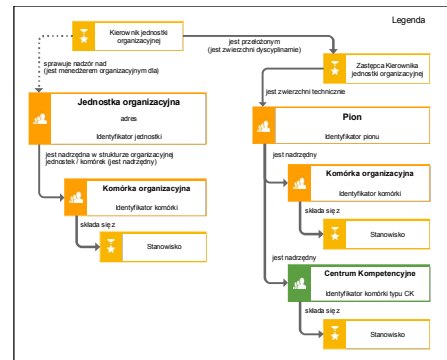 Legenda
Kierownik jednostki
organizacyjnej
jest przełożonym
(jest zwierzchni dyscyplinarnie)
sprawuje nadzór nad
(jest menedżerem organizacyjnym dla)
Zastępca Kierownika
jednostki organizacyjnej
jest zwierzchni technicznie
Jednostka organizacyjna
adres
Identyfikator jednostki
Pion
Identyfikator pionu
jest nadrzędna w strukturze organizacyjnej
jednostek / komórek (jest nadrzędny)
jest nadrzędny
Komórka organizacyjna
Identyfikator komórki
Komórka organizacyjna
Identyfikator komórki
składa się z
Stanowisko
składa się z
Stanowisko
jest nadrzędny
Centrum Kompetencyjne
Identyfikator komórki typu CK
składa się z
Stanowisko